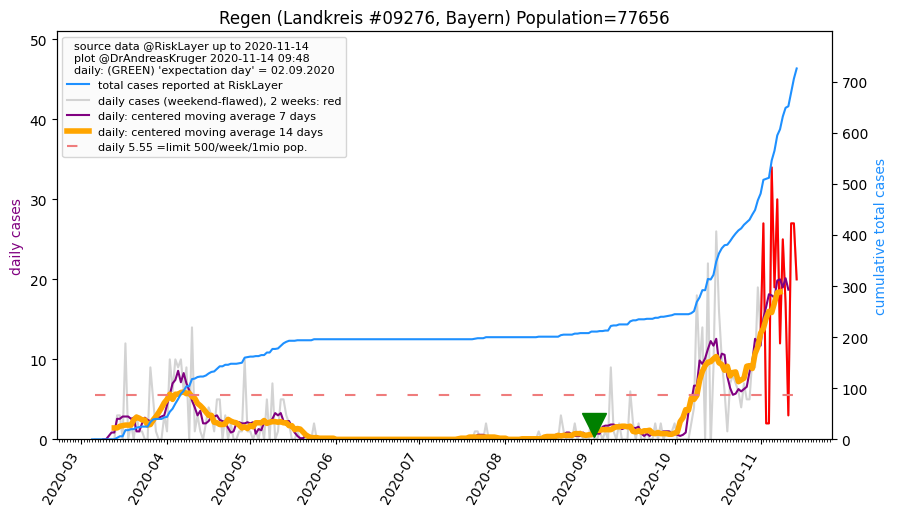 Regen (Landkreis #09276, Bayern) Population=77656
source data @RiskLayer up to 2020-11-14
plot @DrAndreasKruger 2020-11-14 09:48
daily: (GREEN) 'expectation day' = 02.09.2020
total cases reported at RiskLayer
daily cases (weekend-flawed), 2 weeks: red
daily: centered moving average 7 days
daily: centered moving average 14 days
daily 5.55 =limit 500/week/1mio pop.
daily cases
50
40
30
20
10
0
cumulative total cases
700
600
500
400
300
200
100
0
2020-03
2020-04
2020-05
2020-06
2020-07
2020-08
2020-09
2020-10
2020-11